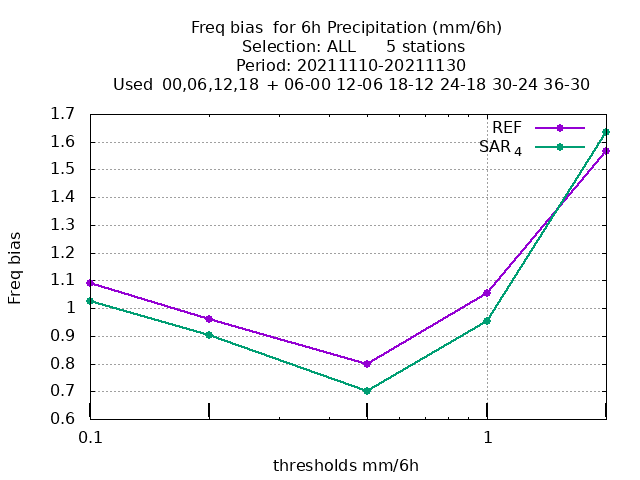 Freq bias  for 6h Precipitation (mm/6h)
Selection: ALL      5 stations
Period: 20211110-20211130
Used  00,06,12,18  + 06-00 12-06 18-12 24-18 30-24 36-30
1.7
1.6
1.5
1.4
1.3
1.2
1.1
1
0.9
0.8
0.7
0.6
Freq bias
REF
SAR 4
0.1
1
thresholds mm/6h